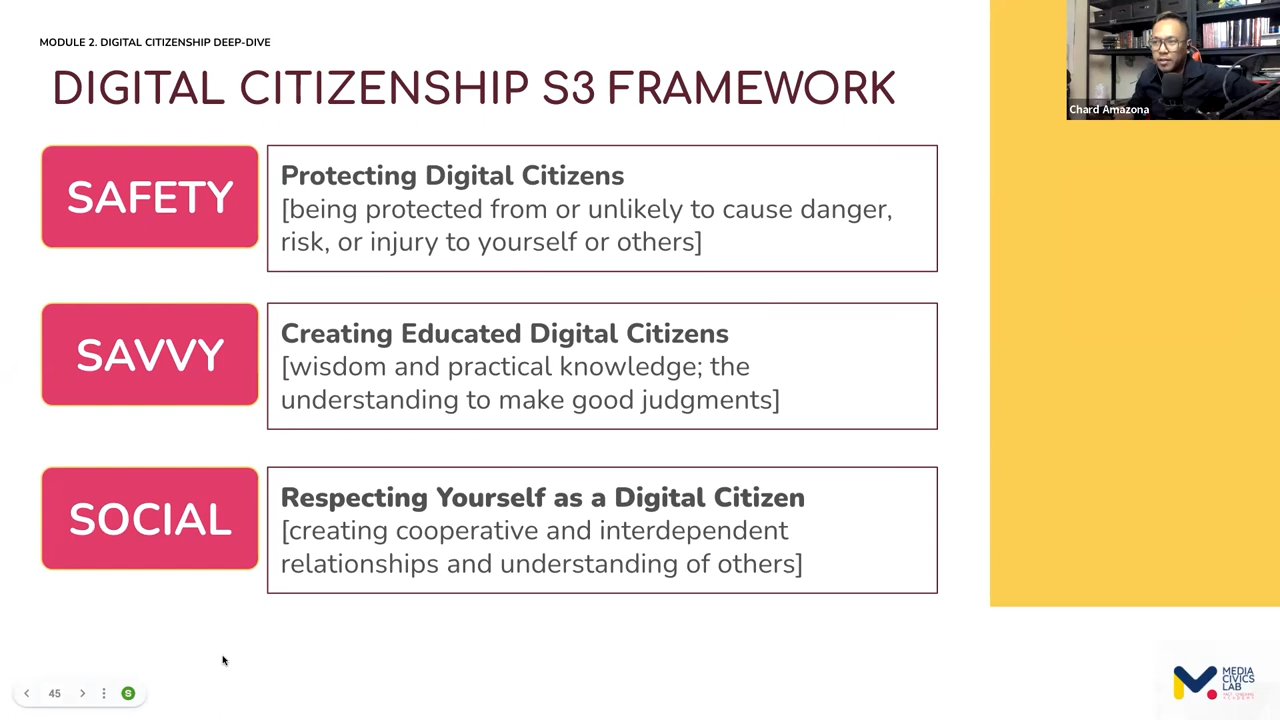 MODULE 2. DIGITAL CITIZENSHIP DEEP-DIVE
DIGITAL CITIZENSHIP S3 FRAMEWORK
Chard Amazona
SAFETY
Protecting Digital Citizens
[being protected from or unlikely to cause danger,
risk, or injury to yourself or others]
SAVVY
Creating Educated Digital Citizens
[wisdom and practical knowledge; the
understanding to make good judgments]
SOCIAL
Respecting Yourself as a Digital Citizen
[creating cooperative and interdependent
relationships and understanding of others]
45
S
MEDIA
CIVICS
LAB